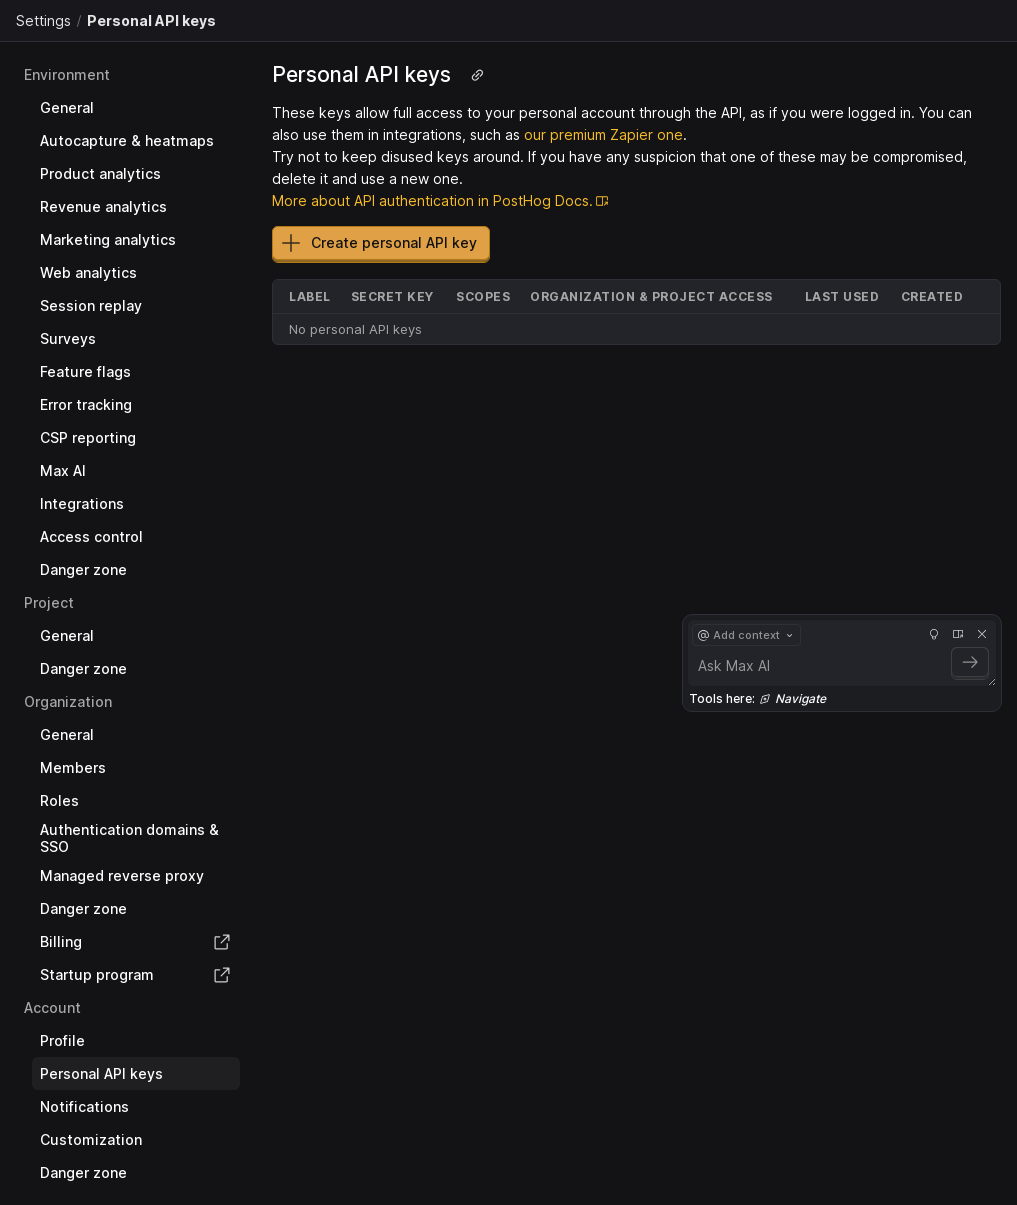 Settings / Personal API keys
Environment
General
Autocapture & heatmaps
Product analytics
Revenue analytics
Marketing analytics
Web analytics
Session replay
Surveys
Feature flags
Error tracking
CSP reporting
Max AI
Integrations
Access control
Danger zone
Project
General
Danger zone
Organization
General
Members
Roles
Authentication domains &
SSO
Managed reverse proxy
Danger zone
Billing
Startup program
Account
Profile
Personal API keys
Notifications
Customization
Danger zone
Personal API keys
These keys allow full access to your personal account through the API, as if you were logged in. You can
also use them in integrations, such as our premium Zapier one.
Try not to keep disused keys around. If you have any suspicion that one of these may be compromised,
delete it and use a new one.
More about API authentication in PostHog Docs.
Create personal API key
LABEL SECRET KEY SCOPES ORGANIZATION & PROJECT ACCESS LAST USED CREATED
No personal API keys
@ Add context
Ask Max AI
Tools here: Navigate